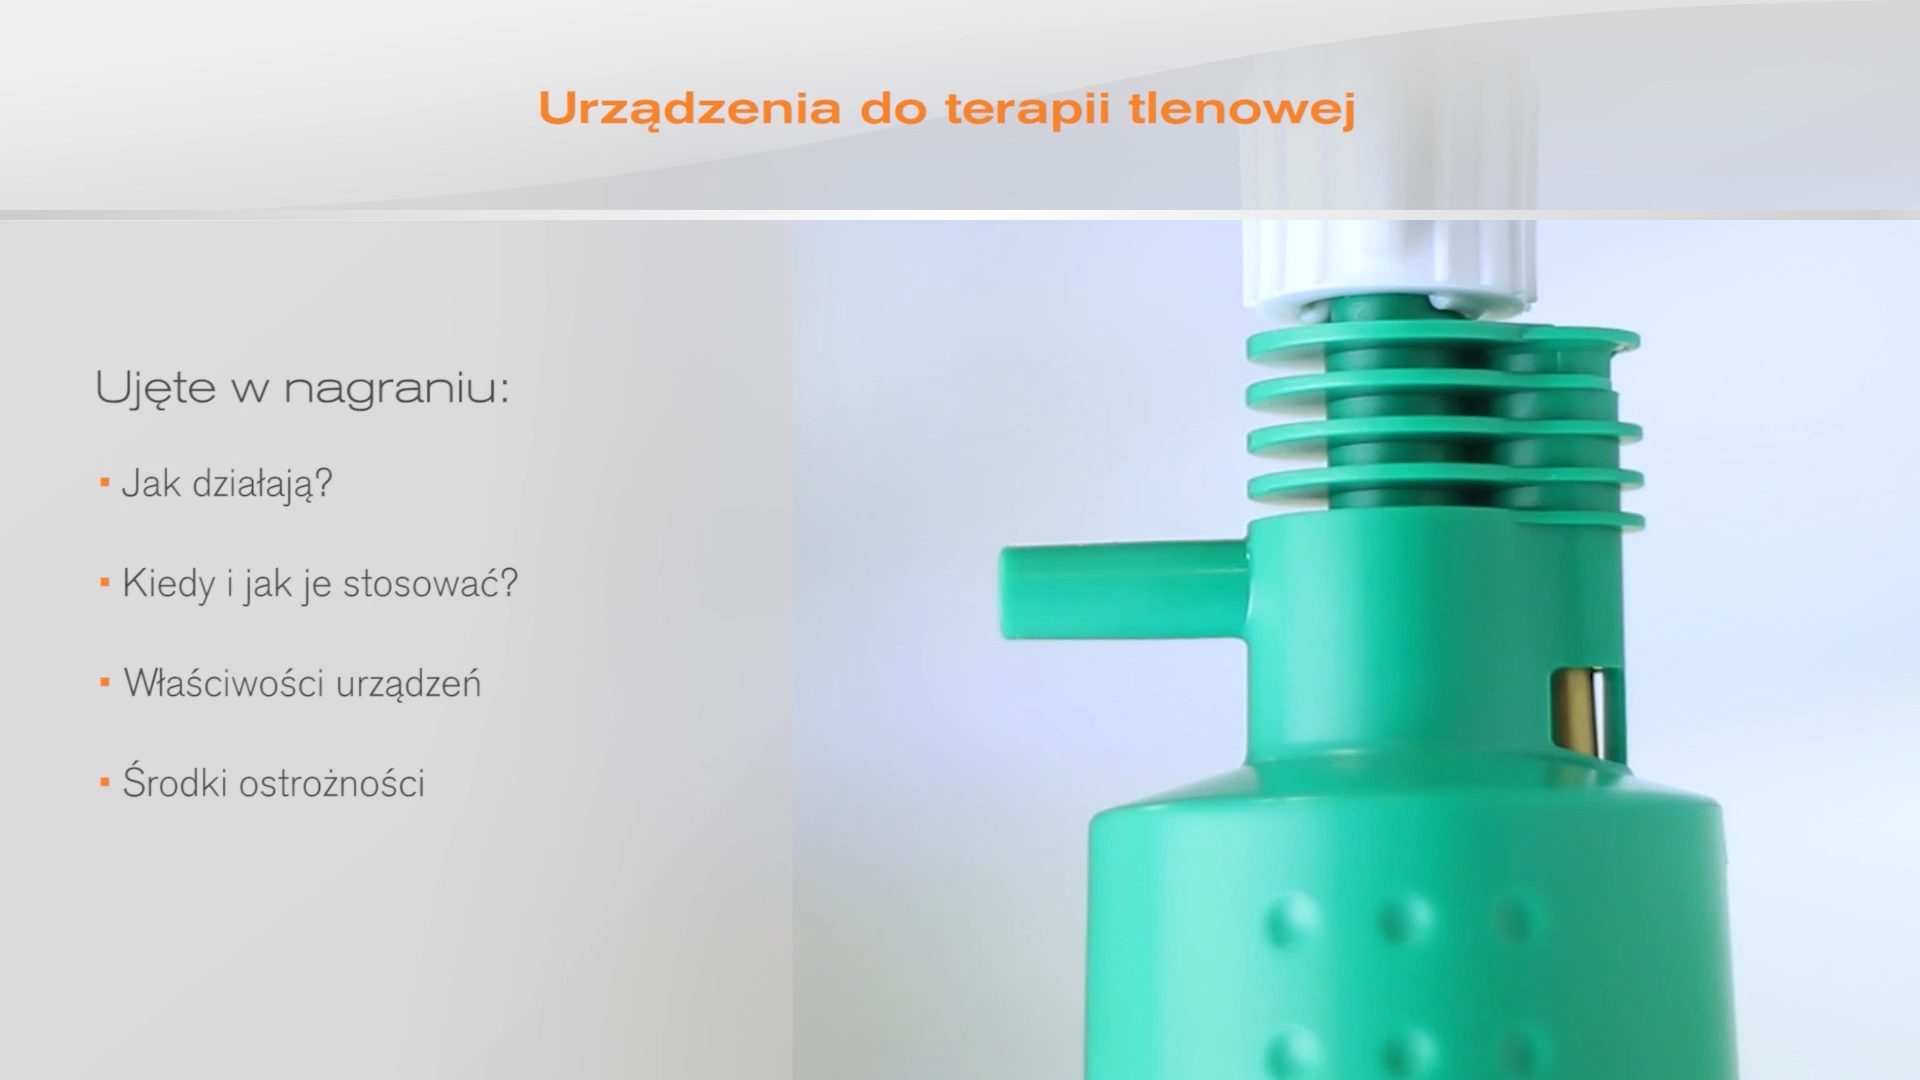 Urządzenia do terapii tlenowej
Ujęte w nagraniu:
▪ Jak działają?
▪ Kiedy i jak je stosować?
▪ Właściwości urządzeń
▪ Środki ostrożności